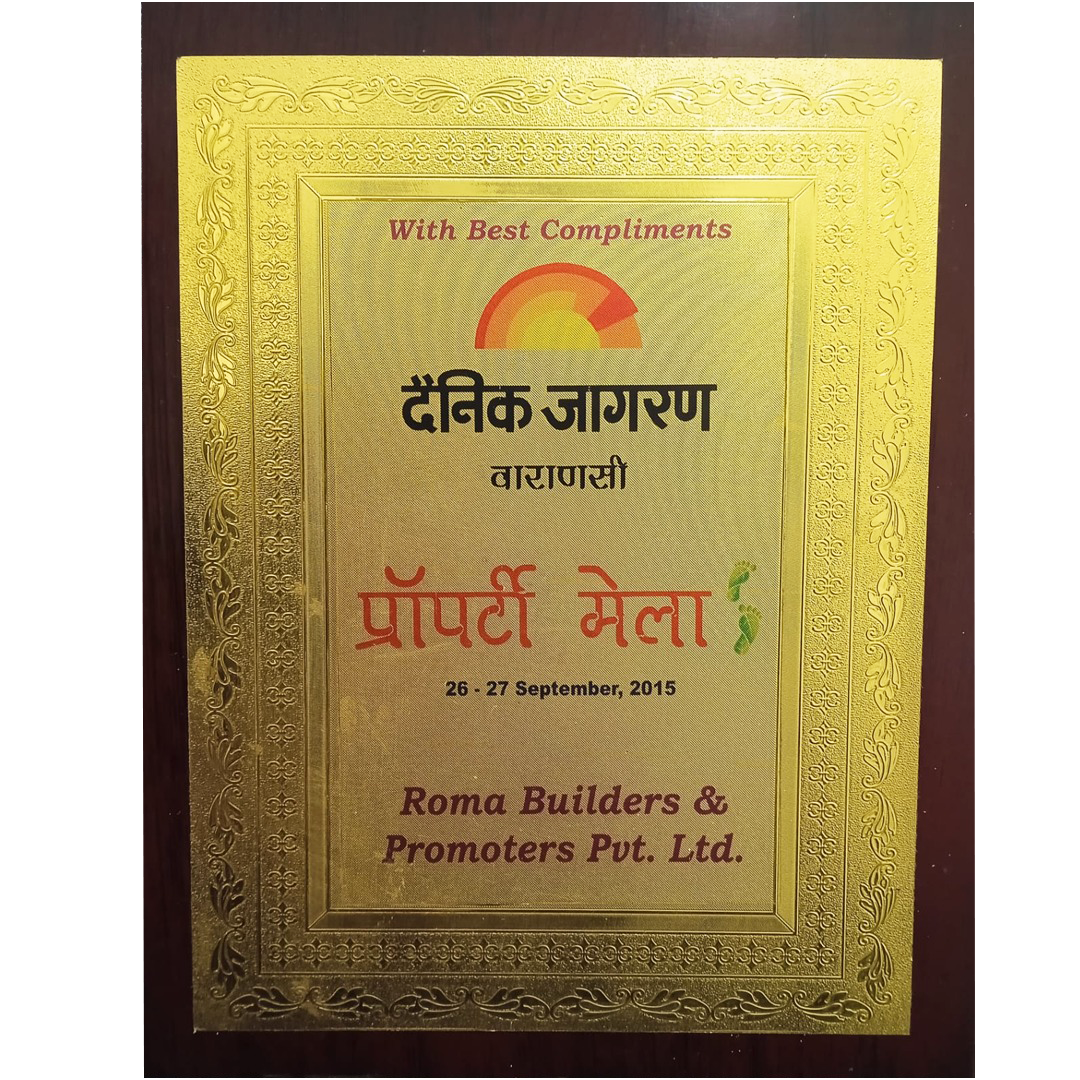 With Best Compliments
दैनिक जागरण
वाराणसी
प्रॉपर्टी मेला
26 - 27 September, 2015
Roma Builders &
Promoters Pvt. Ltd.